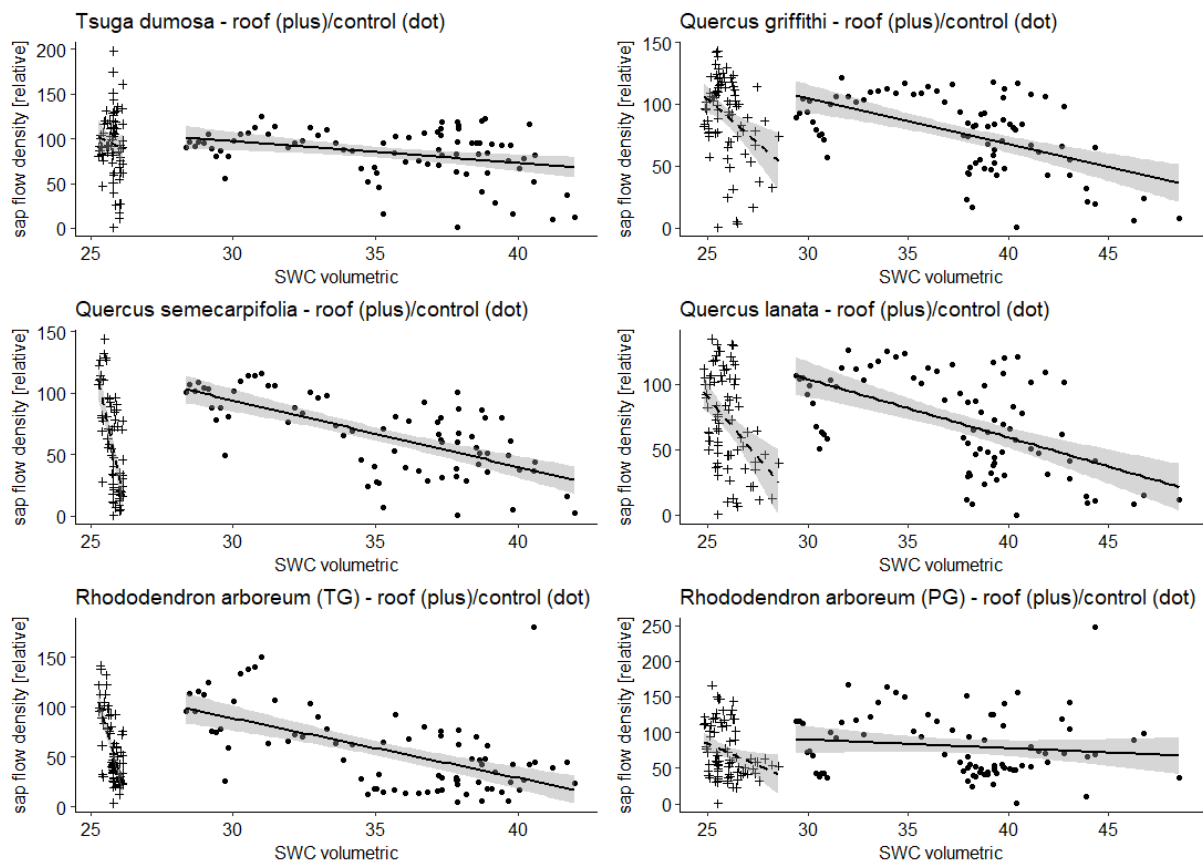 Tsuga dumosa - roof (plus)/control (dot)
sap flow density [relative]
200
150
100
50
0
25
30
35
40
SWC volumetric
Quercus griffithi - roof (plus)/control (dot)
sap flow density [relative]
150
100
50
0
25
30
35
40
45
SWC volumetric
Quercus semecarpifolia - roof (plus)/control (dot)
sap flow density [relative]
150
100
50
0
25
30
35
40
SWC volumetric
Quercus lanata - roof (plus)/control (dot)
sap flow density [relative]
100
50
0
25
30
35
40
45
SWC volumetric
Rhododendron arboreum (TG) - roof (plus)/control (dot)
sap flow density [relative]
150
100
50
0
25
30
35
40
SWC volumetric
Rhododendron arboreum (PG) - roof (plus)/control (dot)
sap flow density [relative]
250
200
150
100
50
0
25
30
35
40
45
SWC volumetric